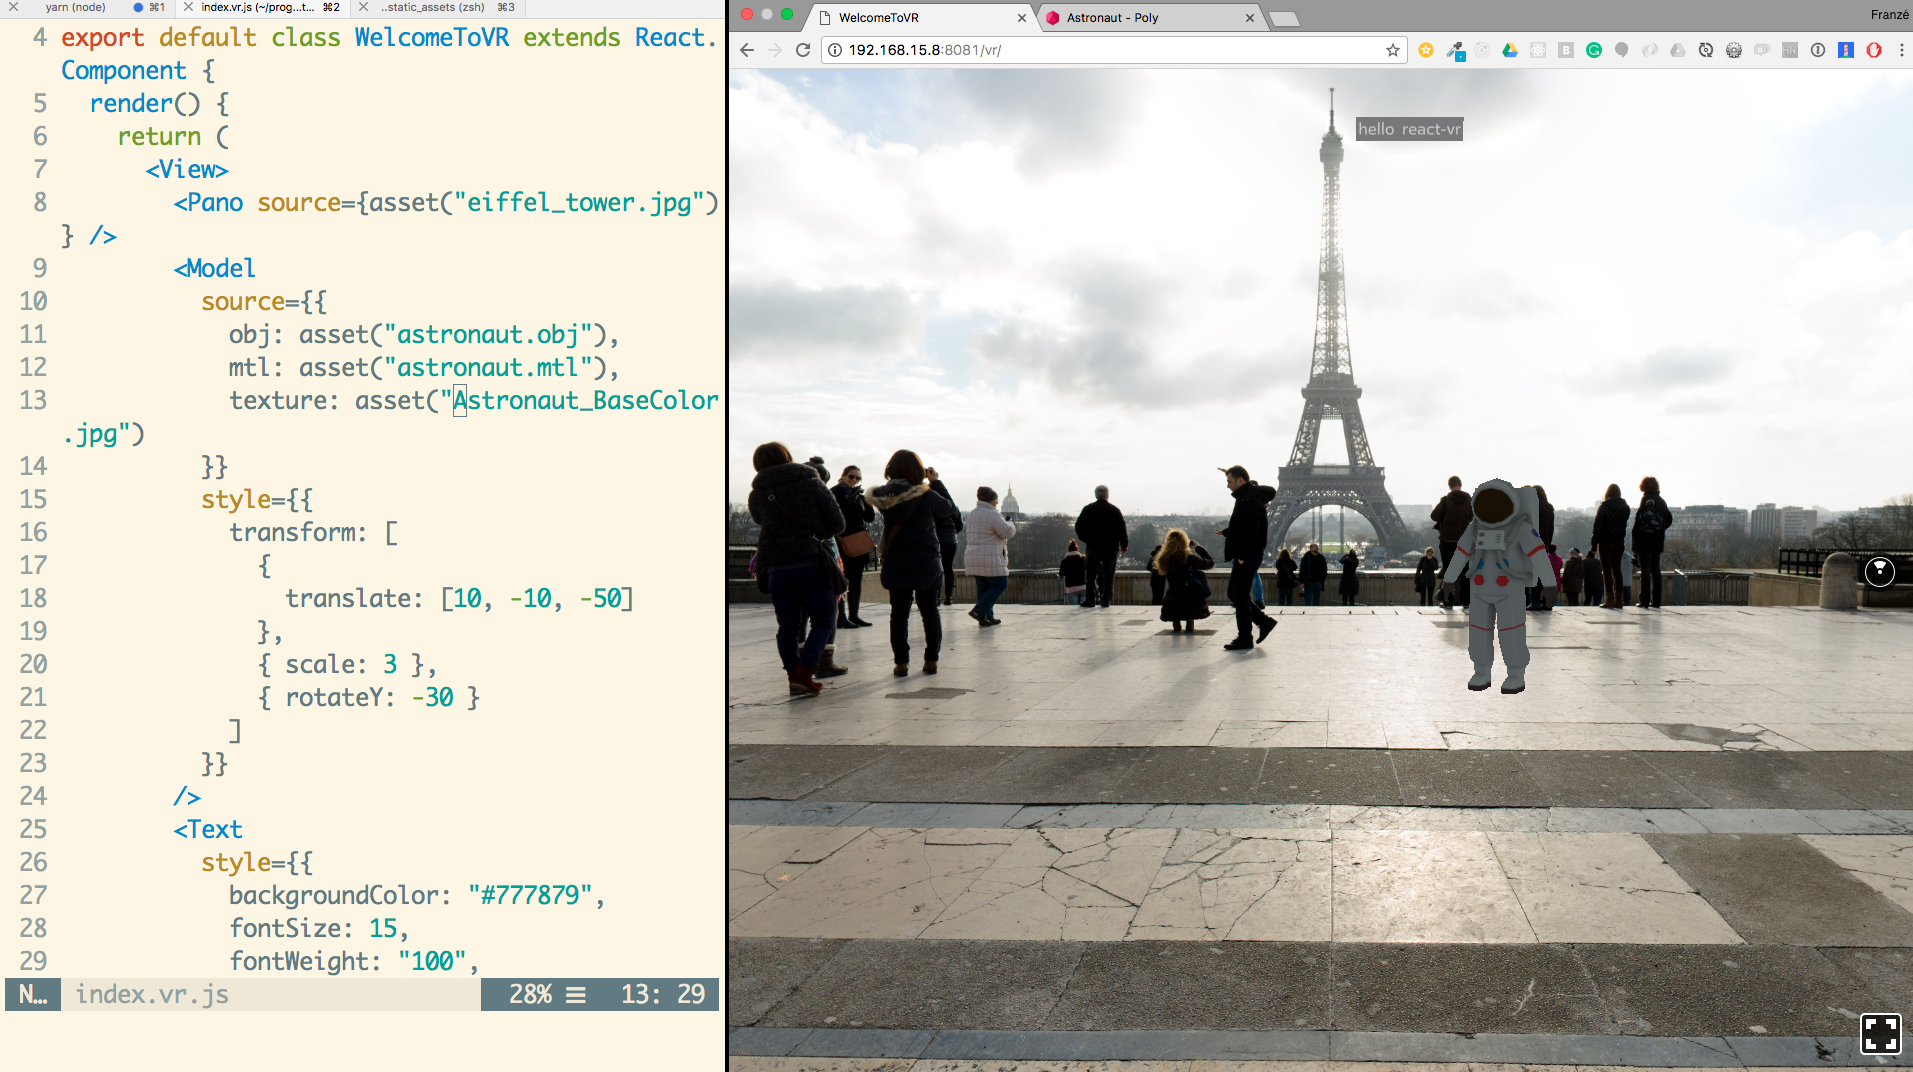 yarn (node) ⌘1 index.vr.js (~/prog...t... ⌘2 ..static_assets (zsh) ⌘3
4 export default class WelcomeToVR extends React.
Component {
5 render() {
6 return (
7 <View>
8 <Pano source={asset("eiffel_tower.jpg")
} />
9 <Model
10 source={{
11 obj: asset("astronaut.obj"),
12 mtl: asset("astronaut.mtl"),
13 texture: asset("Astronaut_BaseColor
.jpg")
14 }}
15 style={{
16 transform: [
17 {
18 translate: [10, -10, -50]
19 },
20 { scale: 3 },
21 { rotateY: -30 }
22 ]
23 }}
24 />
25 <Text
26 style={{
27 backgroundColor: "#777879",
28 fontSize: 15,
29 fontWeight: "100",
N... index.vr.js 28% ≡ 13: 29
WelcomeToVR
Astronaut - Poly
Franzé
192.168.15.8:8081/vr/
hello react-vr